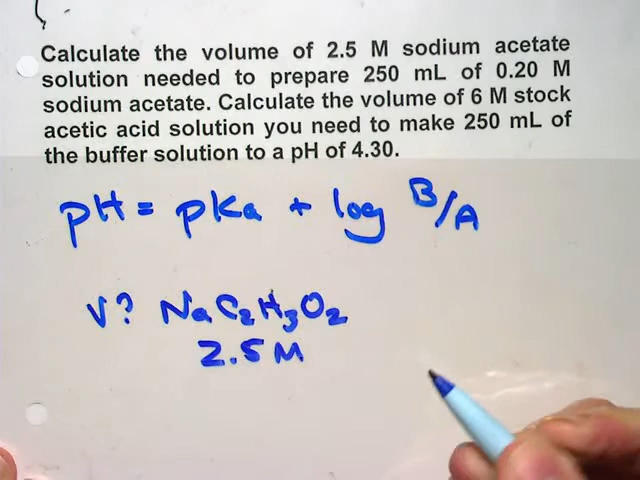 Calculate the volume of 2.5 M sodium acetate
solution needed to prepare 250 mL of 0.20 M
sodium acetate. Calculate the volume of 6 M stock
acetic acid solution you need to make 250 mL of
the buffer solution to a pH of 4.30.
pH = pKa + log B/A
V? NaC₂H₃O₂
2.5 M